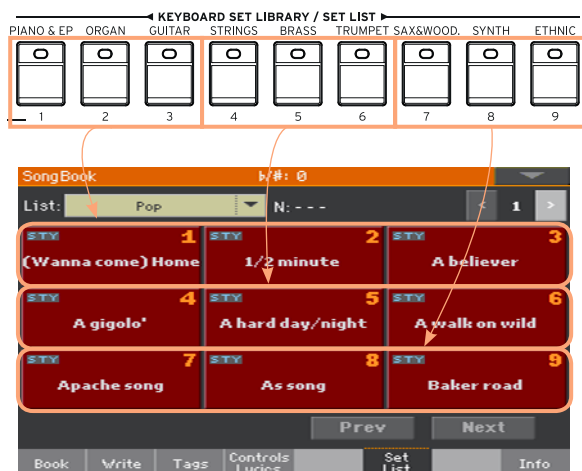 KEYBOARD SET LIBRARY / SET LIST
PIANO & EP ORGAN GUITAR STRINGS BRASS TRUMPET SAX&WOOD. SYNTH ETHNIC
1 2 3 4 5 6 7 8 9
SongBook ♭/#: 0
List: Pop N: --- < 1 >
STY 1 STY 2 STY 3
(Wanna come) Home 1/2 minute A believer
STY 4 STY 5 STY 6
A gigolo' A hard day/night A walk on wild
STY 7 STY 8 STY 9
Apache song As song Baker road
Prev Next
Book Write Tags Controls Set Info
Lyrics List